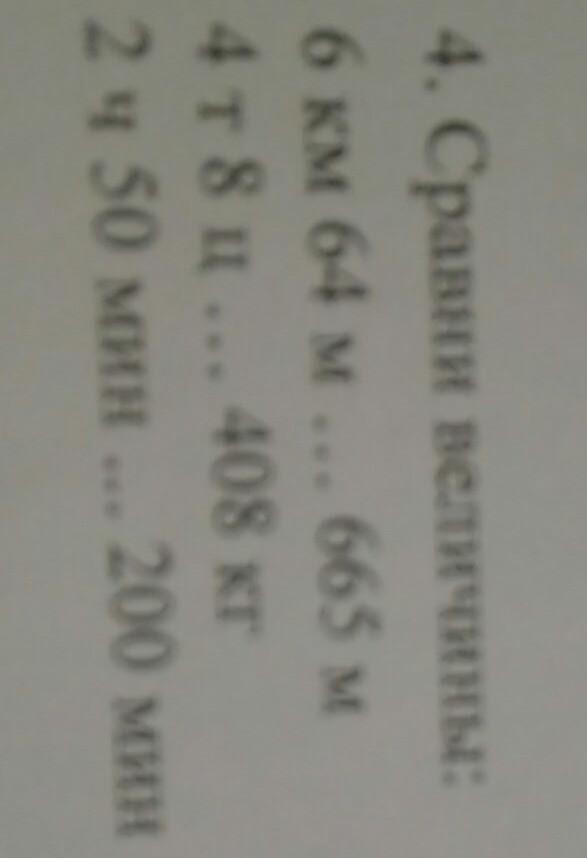 4. Сравни величины:
6 км 64 м ... 665 м
4 т 8 ц ... 408 кг
2 ч 50 мин ... 200 мин